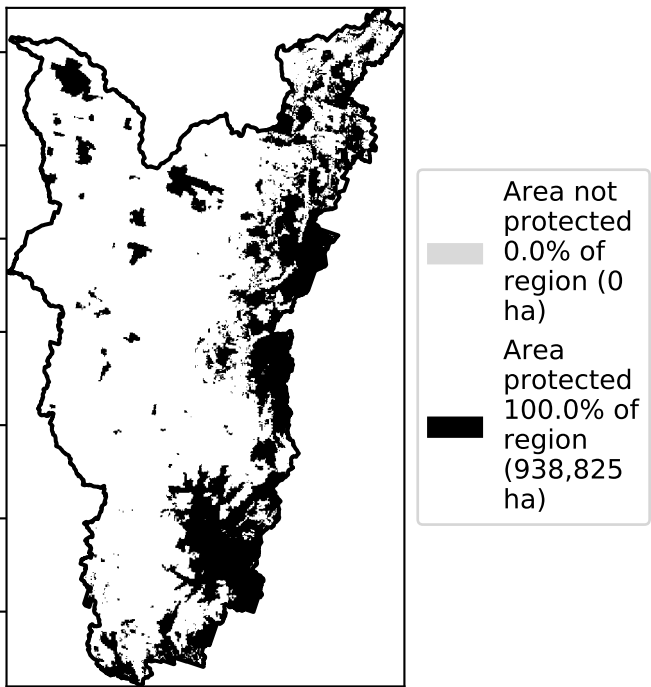 Area not
protected
0.0% of
region (0
ha)
Area
protected
100.0% of
region
(938,825
ha)